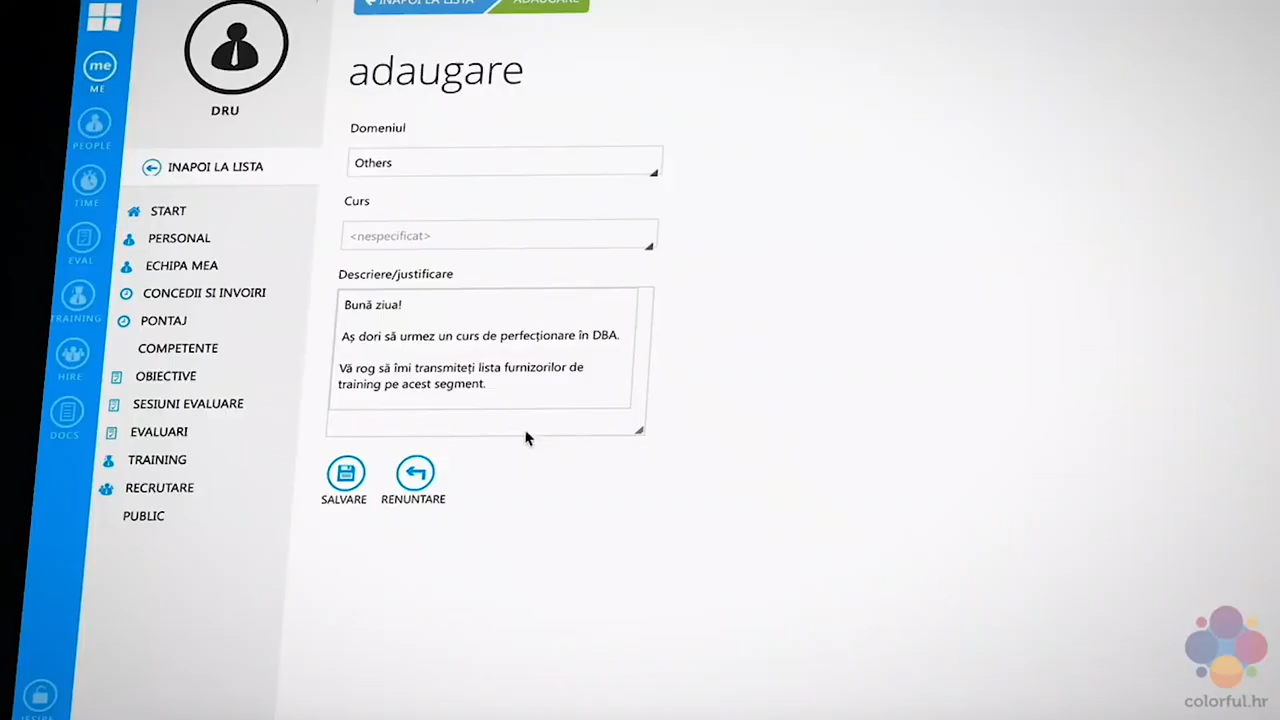 INAPOI LA LISTA
ADAUGARE
me
ME
DRU
adaugare
PEOPLE
Domeniul
INAPOI LA LISTA
Others
TIME
Curs
START
<nespecificat>
PERSONAL
EVAL
ECHIPA MEA
Descriere/justificare
CONCEDII SI INVOIRI
Bună ziua!
TRAINING
PONTAJ
Aș dori să urmez un curs de perfecționare în DBA.
COMPETENTE
Vă rog să îmi transmiteți lista furnizorilor de
training pe acest segment.
HIRE
OBIECTIVE
SESIUNI EVALUARE
DOCS
EVALUARI
TRAINING
RECRUTARE
SALVARE
RENUNTARE
PUBLIC
colorful.hr